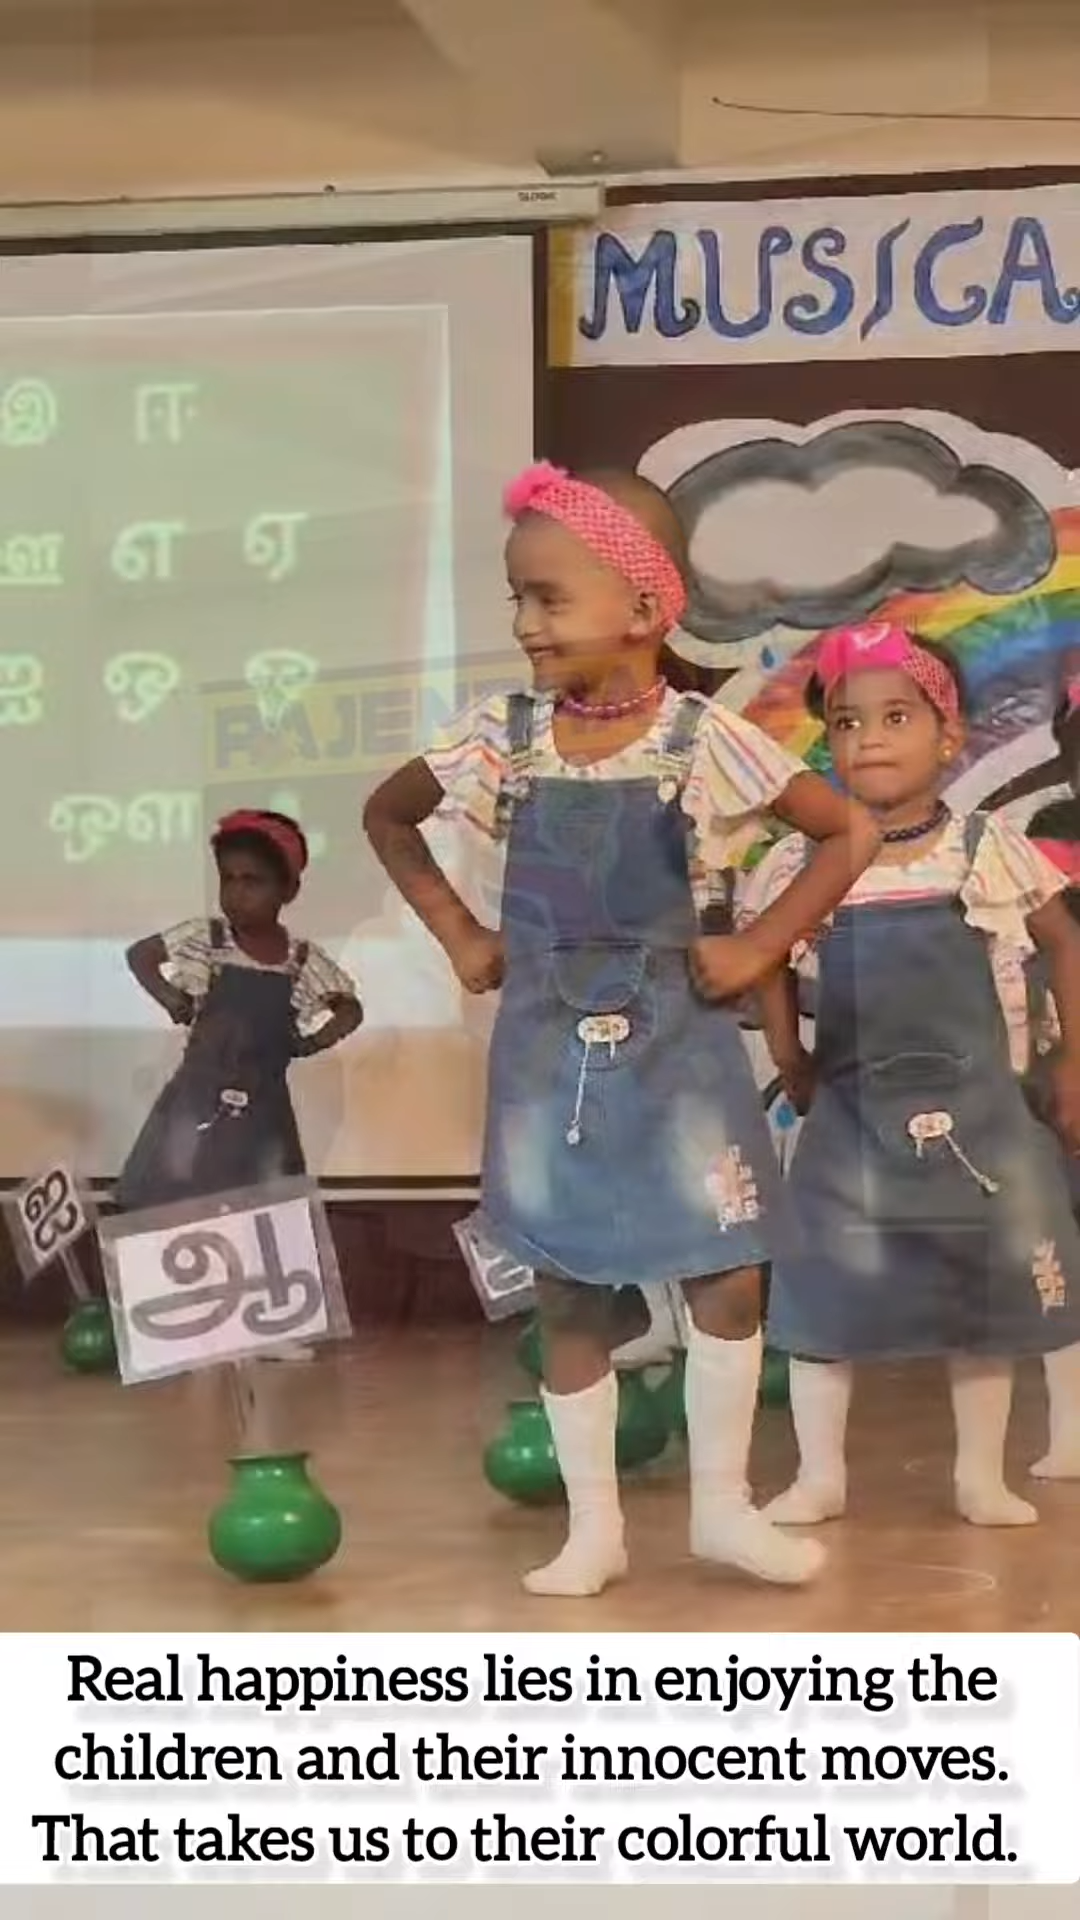 MUSICA
இ ஈ
ள எ ஏ
ஐ ஒ ஓ
ஔ
RAJEN
ஐ
ஆ
Real happiness lies in enjoying the
children and their innocent moves.
That takes us to their colorful world.